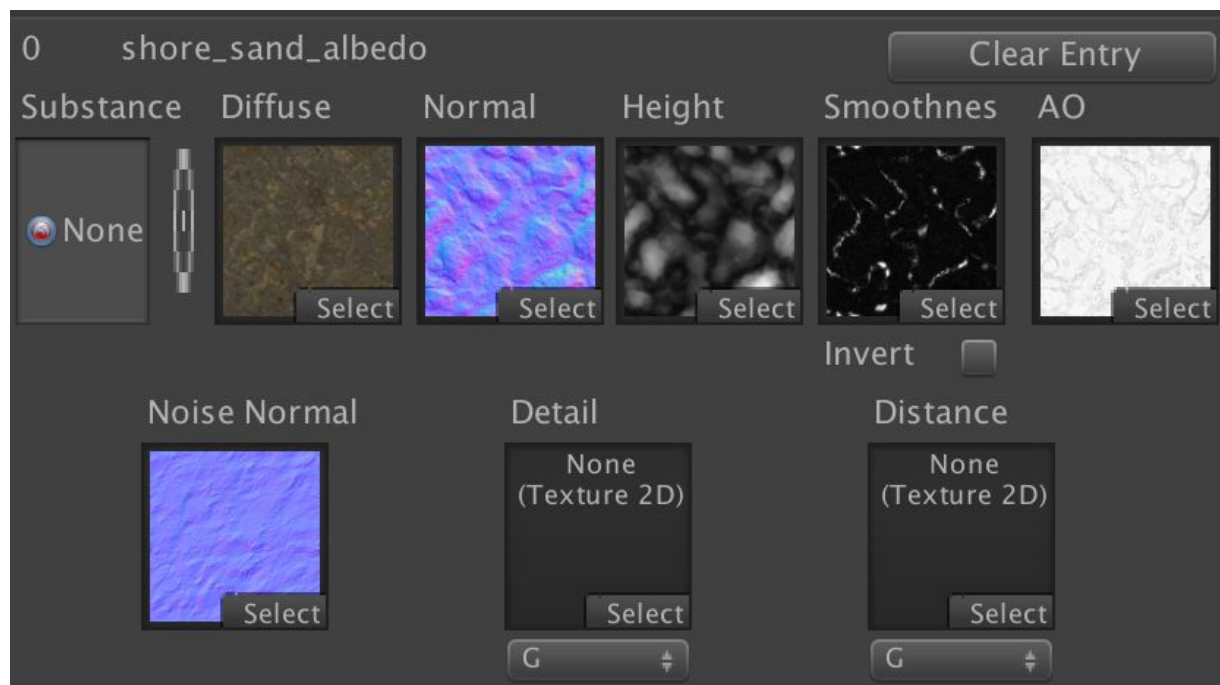 0 shore_sand_albedo Clear Entry
Substance Diffuse Normal Height Smoothnes AO
None
Select Select Select Select Select
Invert
Noise Normal Detail Distance
None None
(Texture 2D) (Texture 2D)
Select Select Select
G G